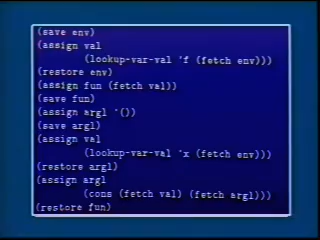 (save env)
(assign val
(lookup-var-val 'f (fetch env)))
(restore env)
(assign fun (fetch val))
(save fun)
(assign argl '())
(save argl)
(assign val
(lookup-var-val 'x (fetch env)))
(restore argl)
(assign argl
(cons (fetch val) (fetch argl)))
(restore fun)